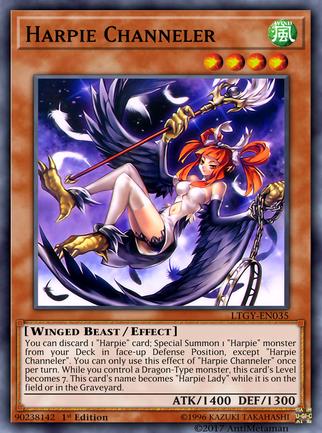 HARPIE CHANNELER
WIND
風
LTGY-EN035
[WINGED BEAST / EFFECT]
You can discard 1 "Harpie" card; Special Summon 1 "Harpie" monster
from your Deck in face-up Defense Position, except "Harpie
Channeler". You can only use this effect of "Harpie Channeler" once
per turn. While you control a Dragon-Type monster, this card's Level
becomes 7. This card's name becomes "Harpie Lady" while it is on the
field or in the Graveyard.
ATK/1400 DEF/1300
90238142 1st Edition ©1996 KAZUKI TAKAHASHI
©2017 AntiMetaman